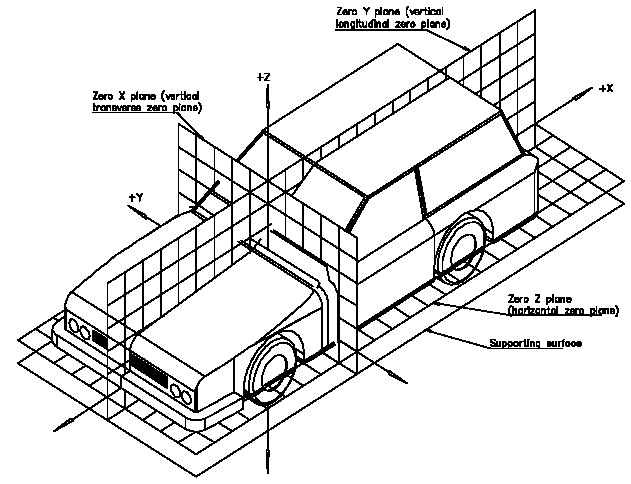 Zero Y plane (vertical
longitudinal zero plane)
+Z
+X
Zero X plane (vertical
transverse zero plane)
+Y
Zero Z plane
(horizontal zero plane)
Supporting surface